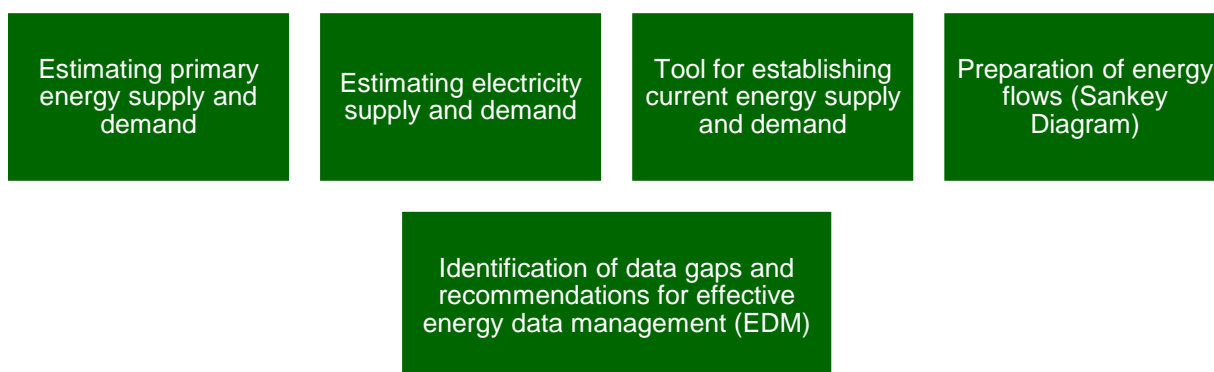 Estimating primary
energy supply and
demand
Estimating electricity
supply and demand
Tool for establishing
current energy supply
and demand
Preparation of energy
flows (Sankey
Diagram)
Identification of data gaps and
recommendations for effective
energy data management (EDM)